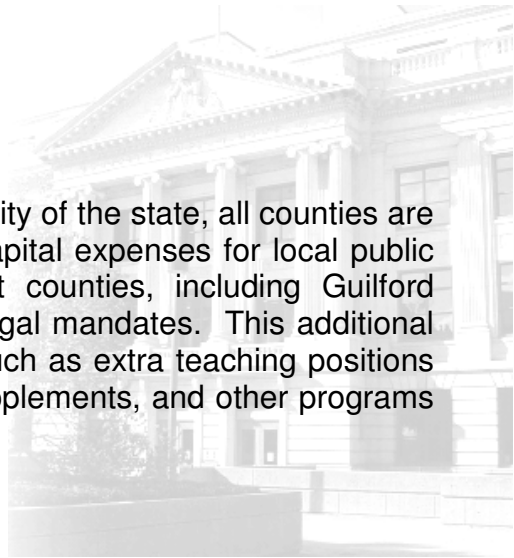 ity of the state, all counties are
apital expenses for local public
t counties, including Guilford
gal mandates. This additional
uch as extra teaching positions
pplements, and other programs